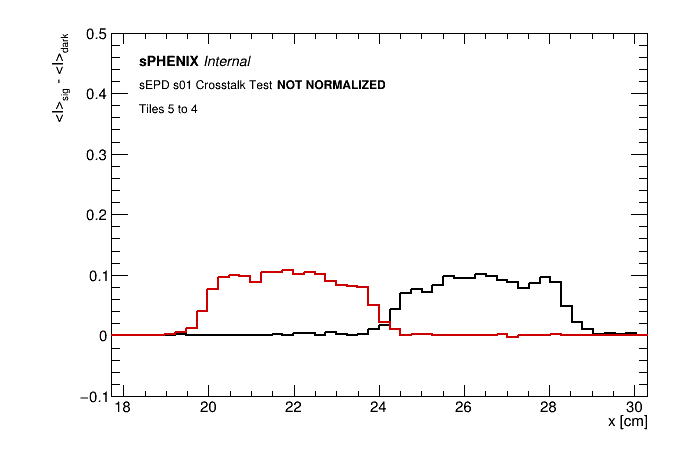 <I>sig - <I>dark
0.5
0.4
0.3
0.2
0.1
0
−0.1
sPHENIX Internal
sEPD s01 Crosstalk Test NOT NORMALIZED
Tiles 5 to 4
18 20 22 24 26 28 30
x [cm]